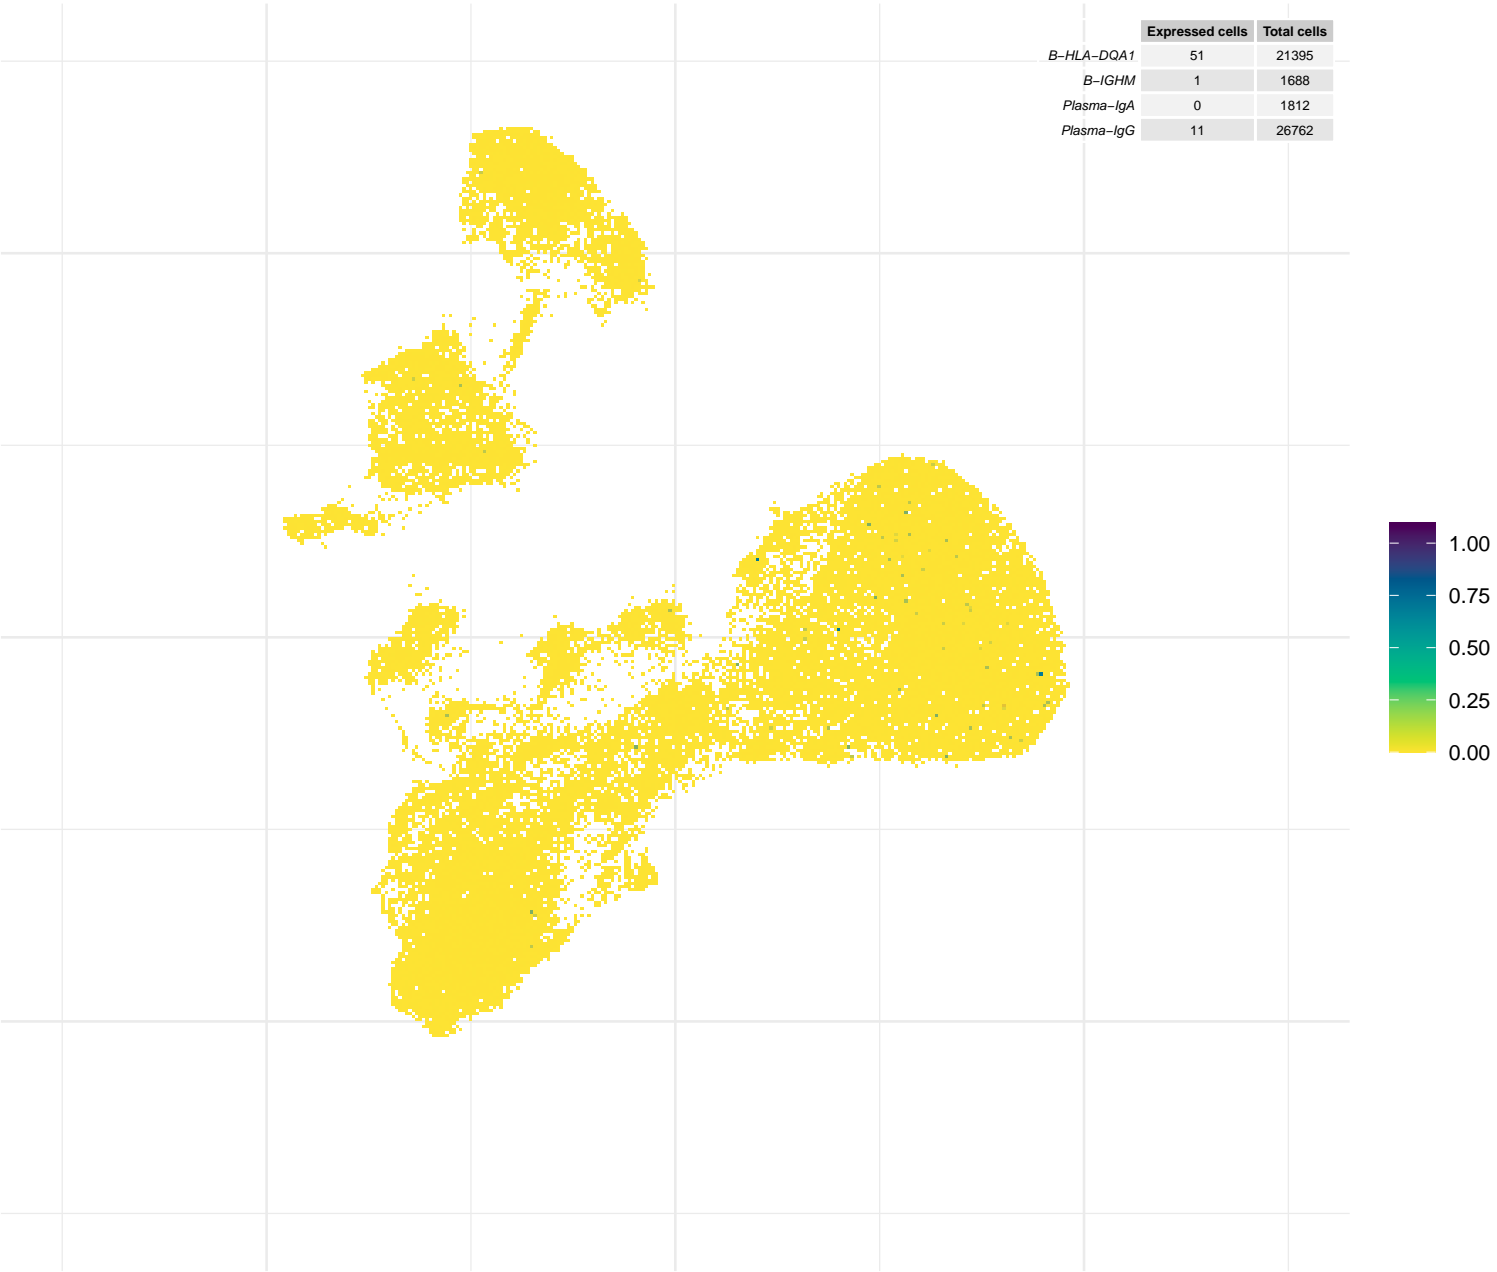 Expressed cells Total cells
B−HLA−DQA1 51 21395
B−IGHM 1 1688
Plasma−IgA 0 1812
Plasma−IgG 11 26762
1.00
0.75
0.50
0.25
0.00